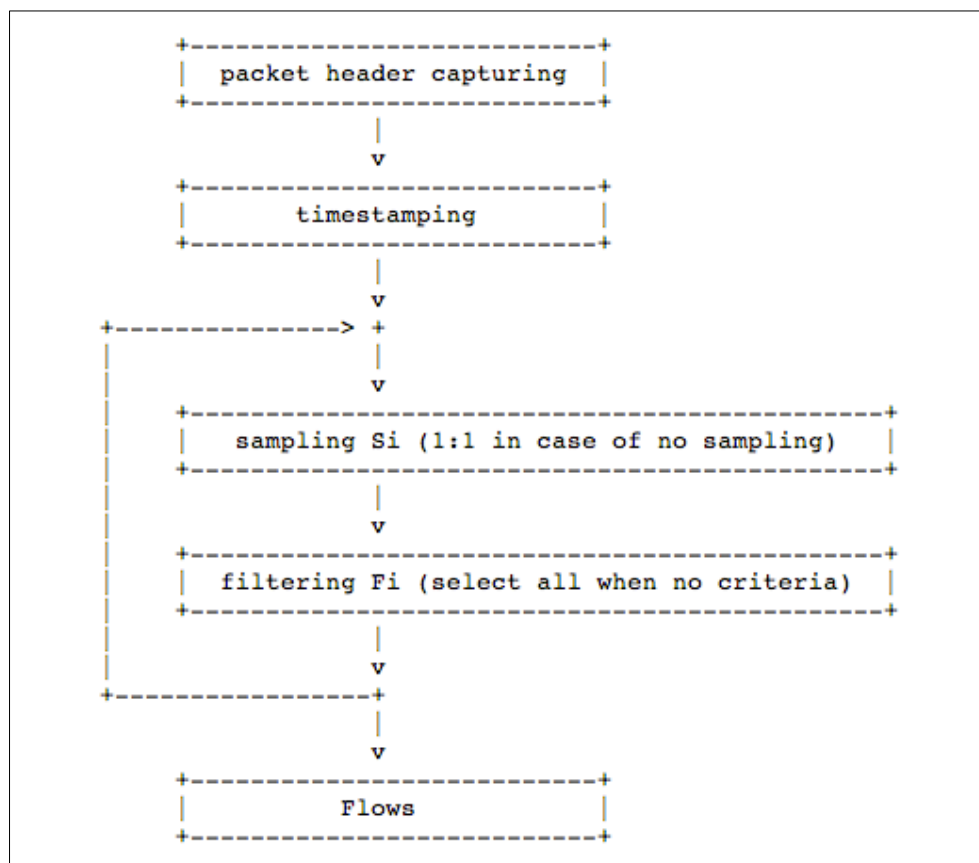 packet header capturing
timestamping
sampling Si (1:1 in case of no sampling)
filtering Fi (select all when no criteria)
Flows